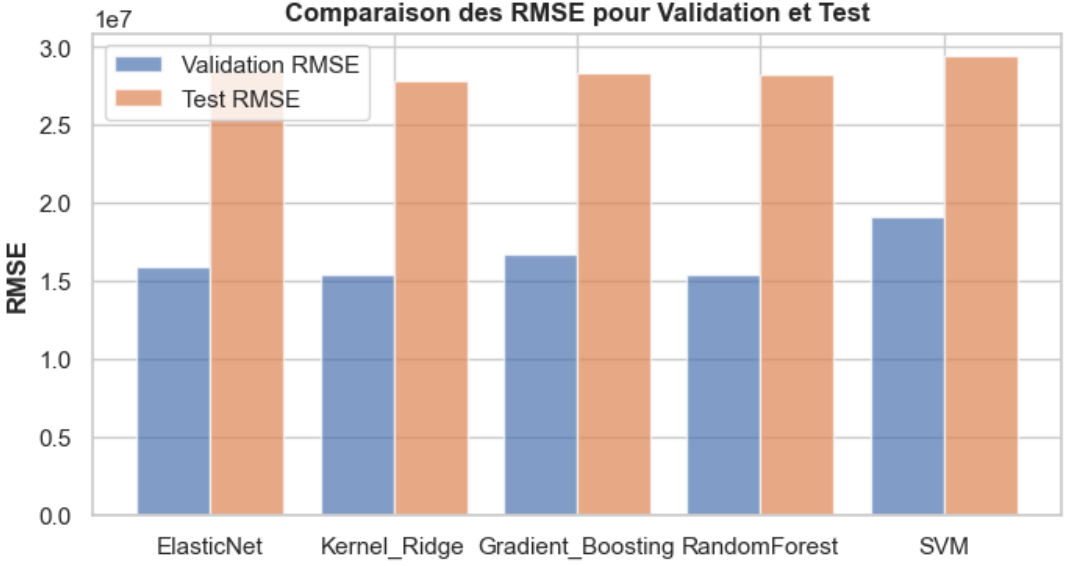 Comparaison des RMSE pour Validation et Test
1e7
3.0
2.5
2.0
1.5
1.0
0.5
0.0
RMSE
Validation RMSE
Test RMSE
ElasticNet
Kernel_Ridge
Gradient_Boosting
RandomForest
SVM